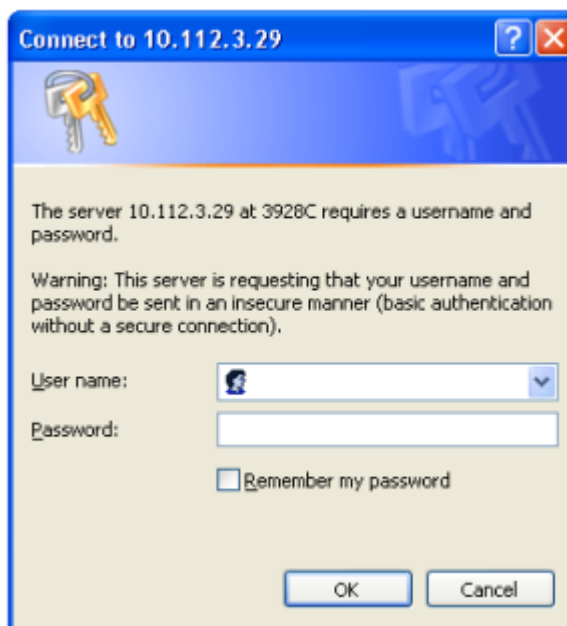 Connect to 10.112.3.29
The server 10.112.3.29 at 3928C requires a username and
password.
Warning: This server is requesting that your username and
password be sent in an insecure manner (basic authentication
without a secure connection).
User name:
Password:
Remember my password
OK
Cancel